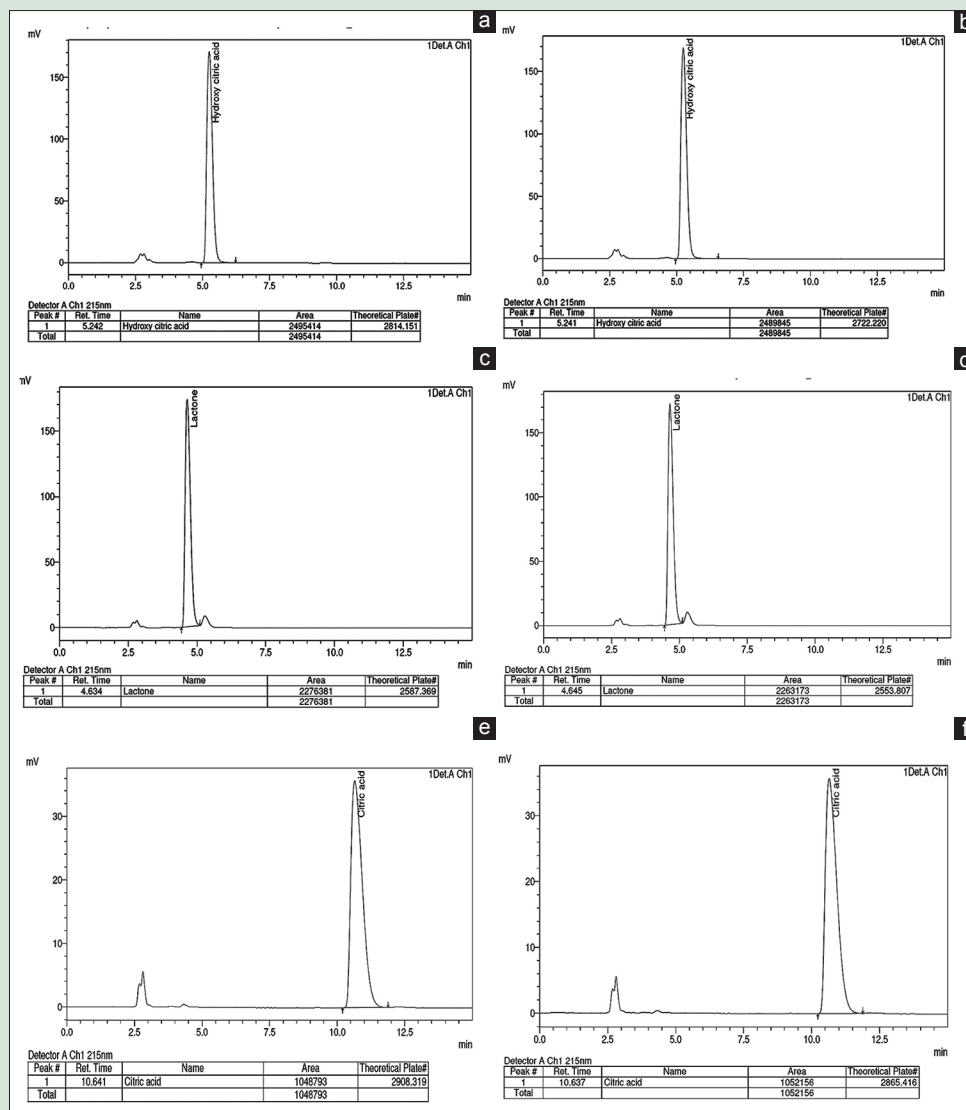 a
mV
1Det.A Ch1
Hydroxy citric acid
150
100
50
0
0.0 2.5 5.0 7.5 10.0 12.5
min
Detector A Ch1 215nm
Peak # Ret. Time Name Area Theoretical Plate#
1 5.242 Hydroxy citric acid 2495414 2814.151
Total 2495414
b
mV
1Det.A Ch1
Hydroxy citric acid
150
100
50
0
0.0 2.5 5.0 7.5 10.0 12.5
min
Detector A Ch1 215nm
Peak # Ret. Time Name Area Theoretical Plate#
1 5.241 Hydroxy citric acid 2489845 2722.220
Total 2489845
c
mV
1Det.A Ch1
Lactone
150
100
50
0
0.0 2.5 5.0 7.5 10.0 12.5
min
Detector A Ch1 215nm
Peak # Ret. Time Name Area Theoretical Plate#
1 4.634 Lactone 2276381 2587.369
Total 2276381
d
mV
1Det.A Ch1
Lactone
150
100
50
0
0.0 2.5 5.0 7.5 10.0 12.5
min
Detector A Ch1 215nm
Peak # Ret. Time Name Area Theoretical Plate#
1 4.645 Lactone 2263173 2553.807
Total 2263173
e
mV
1Det.A Ch1
Citric acid
30
20
10
0
0.0 2.5 5.0 7.5 10.0 12.5
min
Detector A Ch1 215nm
Peak # Ret. Time Name Area Theoretical Plate#
1 10.641 Citric acid 1048793 2908.319
Total 1048793
f
mV
1Det.A Ch1
Citric acid
30
20
10
0
0.0 2.5 5.0 7.5 10.0 12.5
min
Detector A Ch1 215nm
Peak # Ret. Time Name Area Theoretical Plate#
1 10.637 Citric acid 1052156 2865.416
Total 1052156